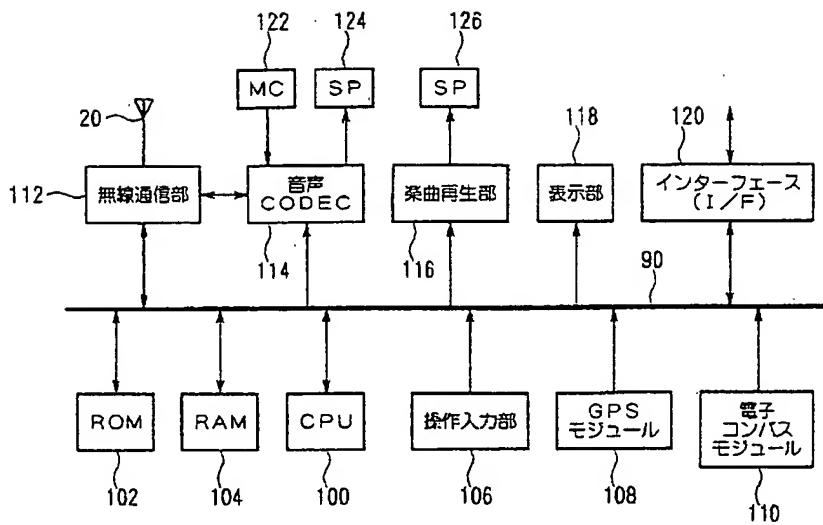 122
124
126
MC
SP
SP
20
118
120
112
無線通信部
音声
CODEC
楽曲再生部
表示部
インターフェース
(I/F)
114
116
90
ROM
RAM
CPU
操作入力部
GPS
モジュール
電子
コンパス
モジュール
102
104
100
106
108
110